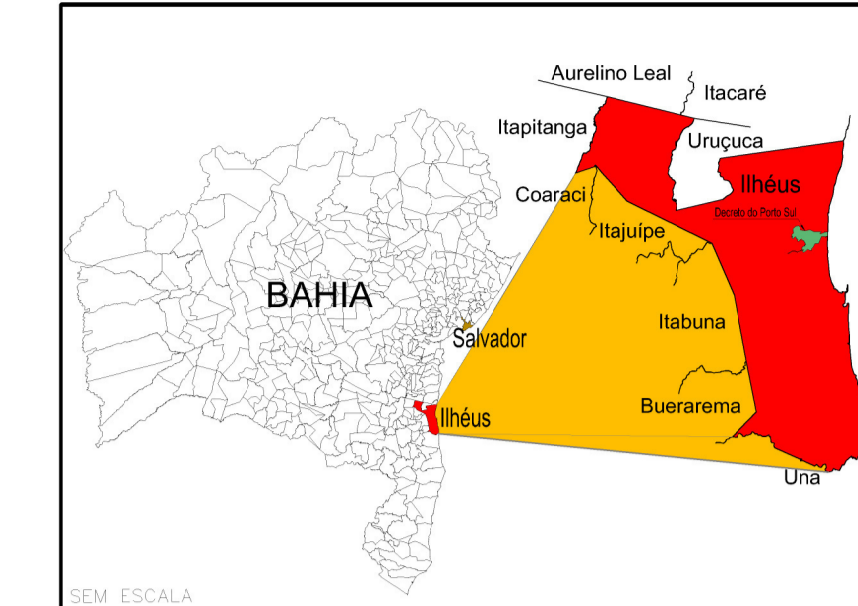 Aurelino Leal
Itacaré
Itapitanga
Uruçuca
Ilhéus
Coaraci
Decreto do Porto Sul
Itajuípe
BAHIA
Itabuna
Salvador
Buerarema
Ilhéus
Una
SEM ESCALA